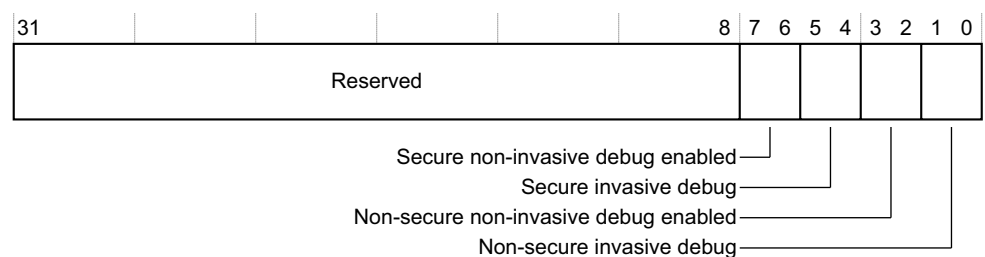 31 8 7 6 5 4 3 2 1 0
Reserved
Secure non-invasive debug enabled
Secure invasive debug
Non-secure non-invasive debug enabled
Non-secure invasive debug